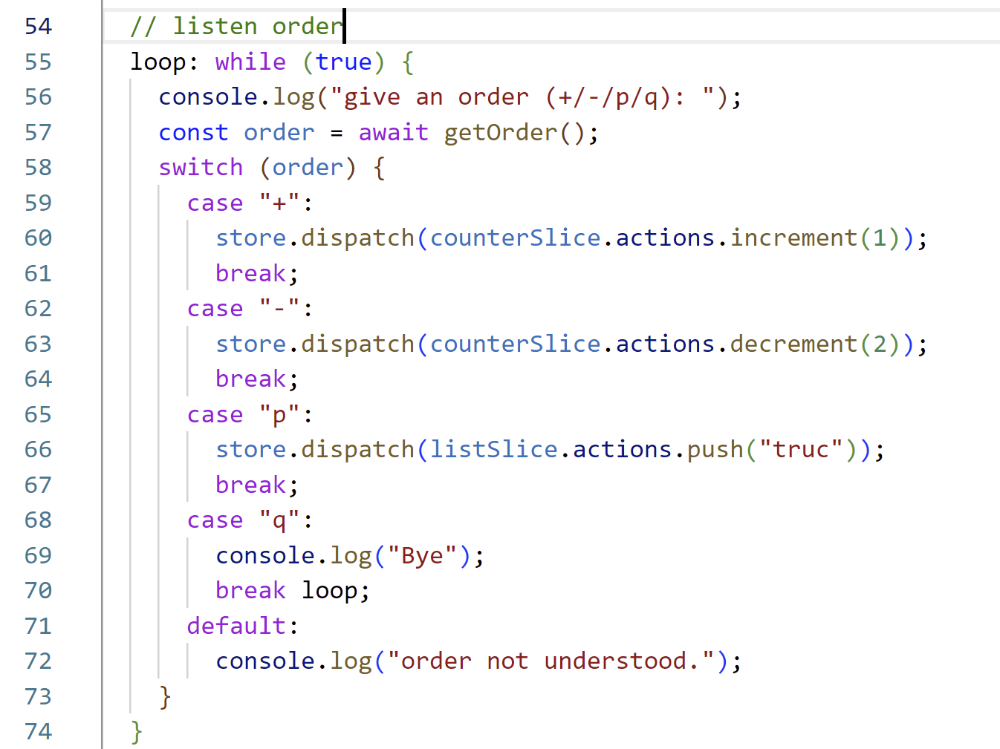 54 // listen order
55 loop: while (true) {
56   console.log("give an order (+/-/p/q): ");
57   const order = await getOrder();
58   switch (order) {
59     case "+":
60       store.dispatch(counterSlice.actions.increment(1));
61       break;
62     case "-":
63       store.dispatch(counterSlice.actions.decrement(2));
64       break;
65     case "p":
66       store.dispatch(listSlice.actions.push("truc"));
67       break;
68     case "q":
69       console.log("Bye");
70       break loop;
71     default:
72       console.log("order not understood.");
73   }
74 }